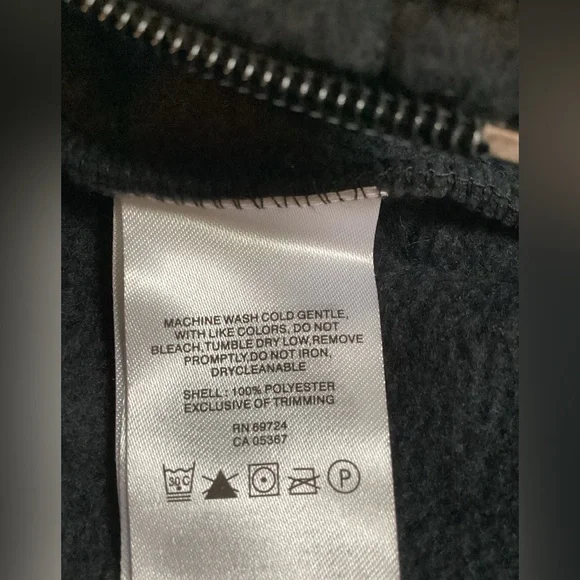 MACHINE WASH COLD GENTLE,
WITH LIKE COLORS, DO NOT
BLEACH,TUMBLE DRY LOW,REMOVE
PROMPTLY.DO NOT IRON,
DRYCLEANABLE
SHELL : 100% POLYESTER
EXCLUSIVE OF TRIMMING
RN 89724
CA 05367
30 C P